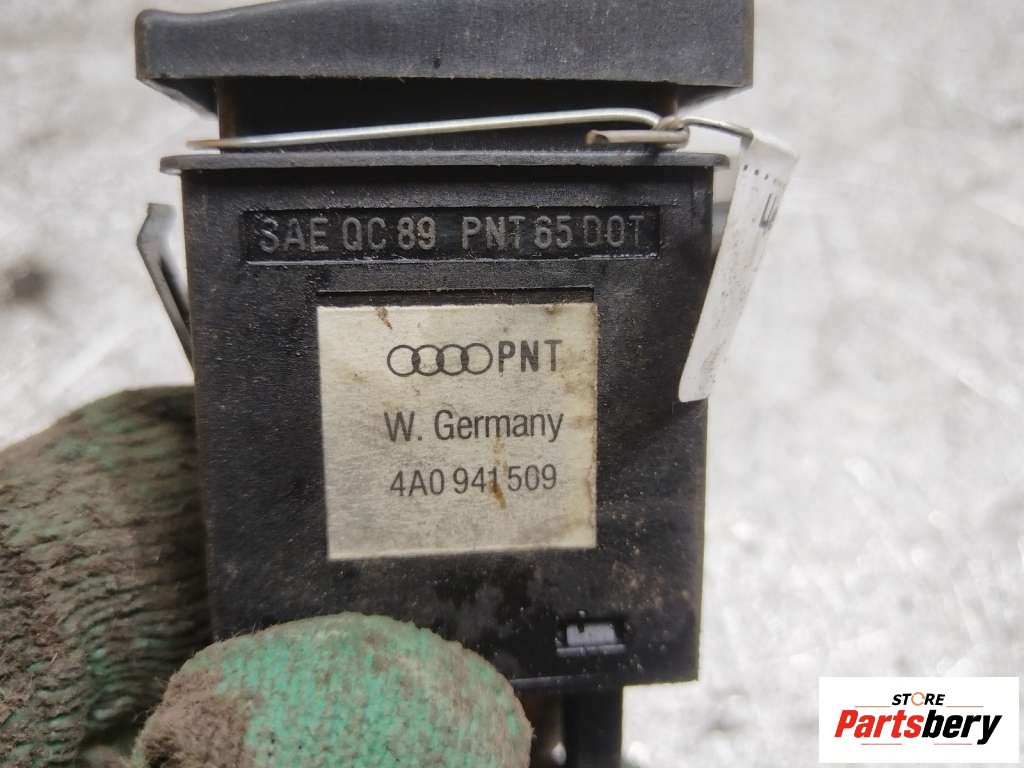 SAE QC 89 PNT 65 DOT
PNT
W. Germany
4A0 941 509
STORE
Partsbery